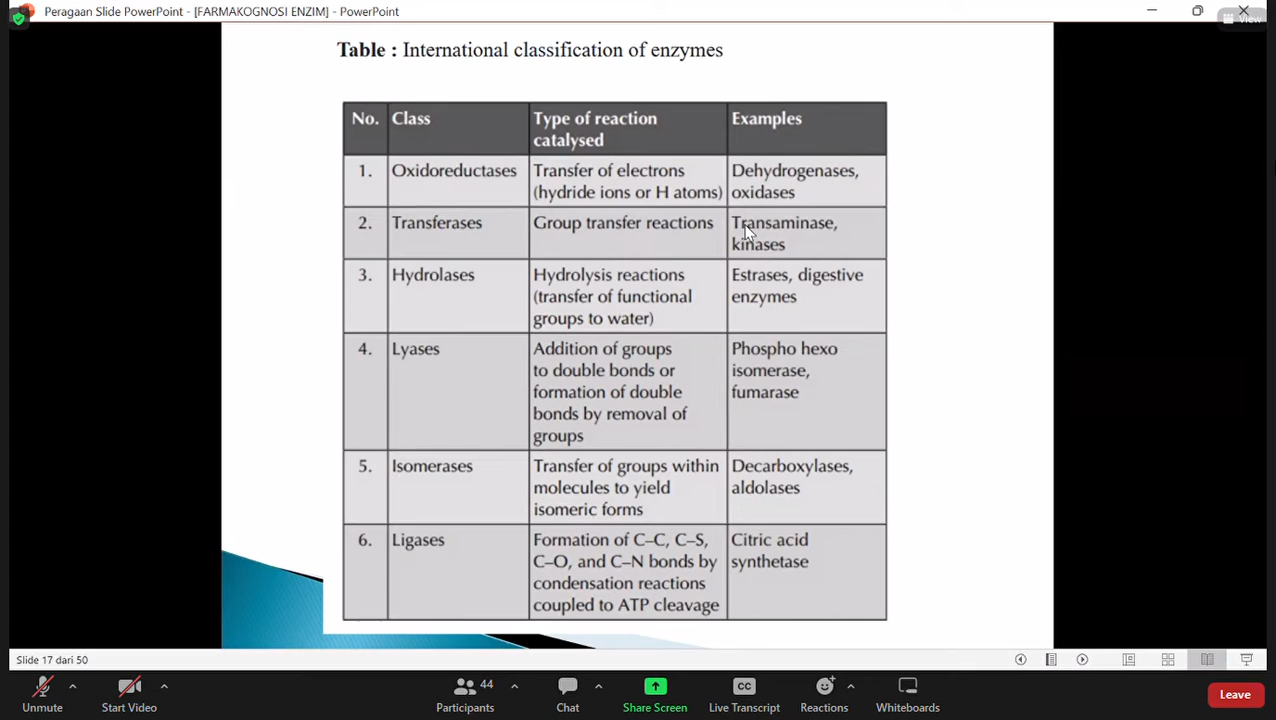 Peragaan Slide PowerPoint - [FARMAKOGNOSI ENZIM] - PowerPoint
View
Table : International classification of enzymes
No. Class Type of reaction catalysed Examples
1. Oxidoreductases Transfer of electrons (hydride ions or H atoms) Dehydrogenases, oxidases
2. Transferases Group transfer reactions Transaminase, kinases
3. Hydrolases Hydrolysis reactions (transfer of functional groups to water) Estrases, digestive enzymes
4. Lyases Addition of groups to double bonds or formation of double bonds by removal of groups Phospho hexo isomerase, fumarase
5. Isomerases Transfer of groups within molecules to yield isomeric forms Decarboxylases, aldolases
6. Ligases Formation of C–C, C–S, C–O, and C–N bonds by condensation reactions coupled to ATP cleavage Citric acid synthetase
Slide 17 dari 50
44
CC
Unmute Start Video Participants Chat Share Screen Live Transcript Reactions Whiteboards Leave